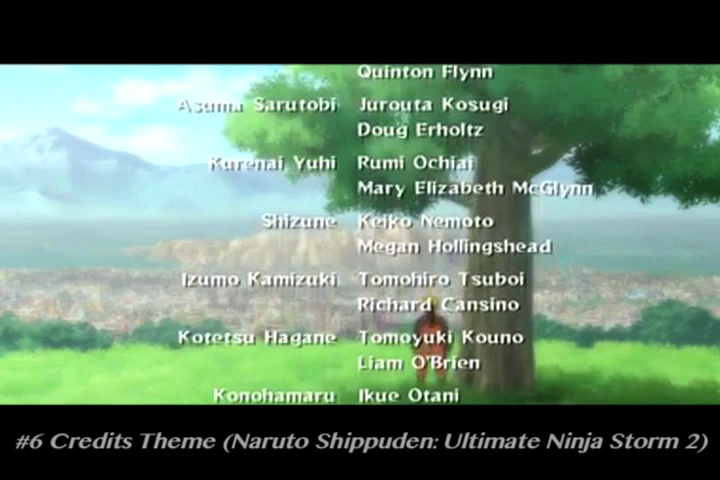 Quinton Flynn
Asuma Sarutobi Jurouta Kosugi
Doug Erholtz
Kurenai Yuhi Rumi Ochiai
Mary Elizabeth McGlynn
Shizune Keiko Nemoto
Megan Hollingshead
Izumo Kamizuki Tomohiro Tsuboi
Richard Cansino
Kotetsu Hagane Tomoyuki Kouno
Liam O'Brien
Konohamaru Ikue Otani
#6 Credits Theme (Naruto Shippuden: Ultimate Ninja Storm 2)